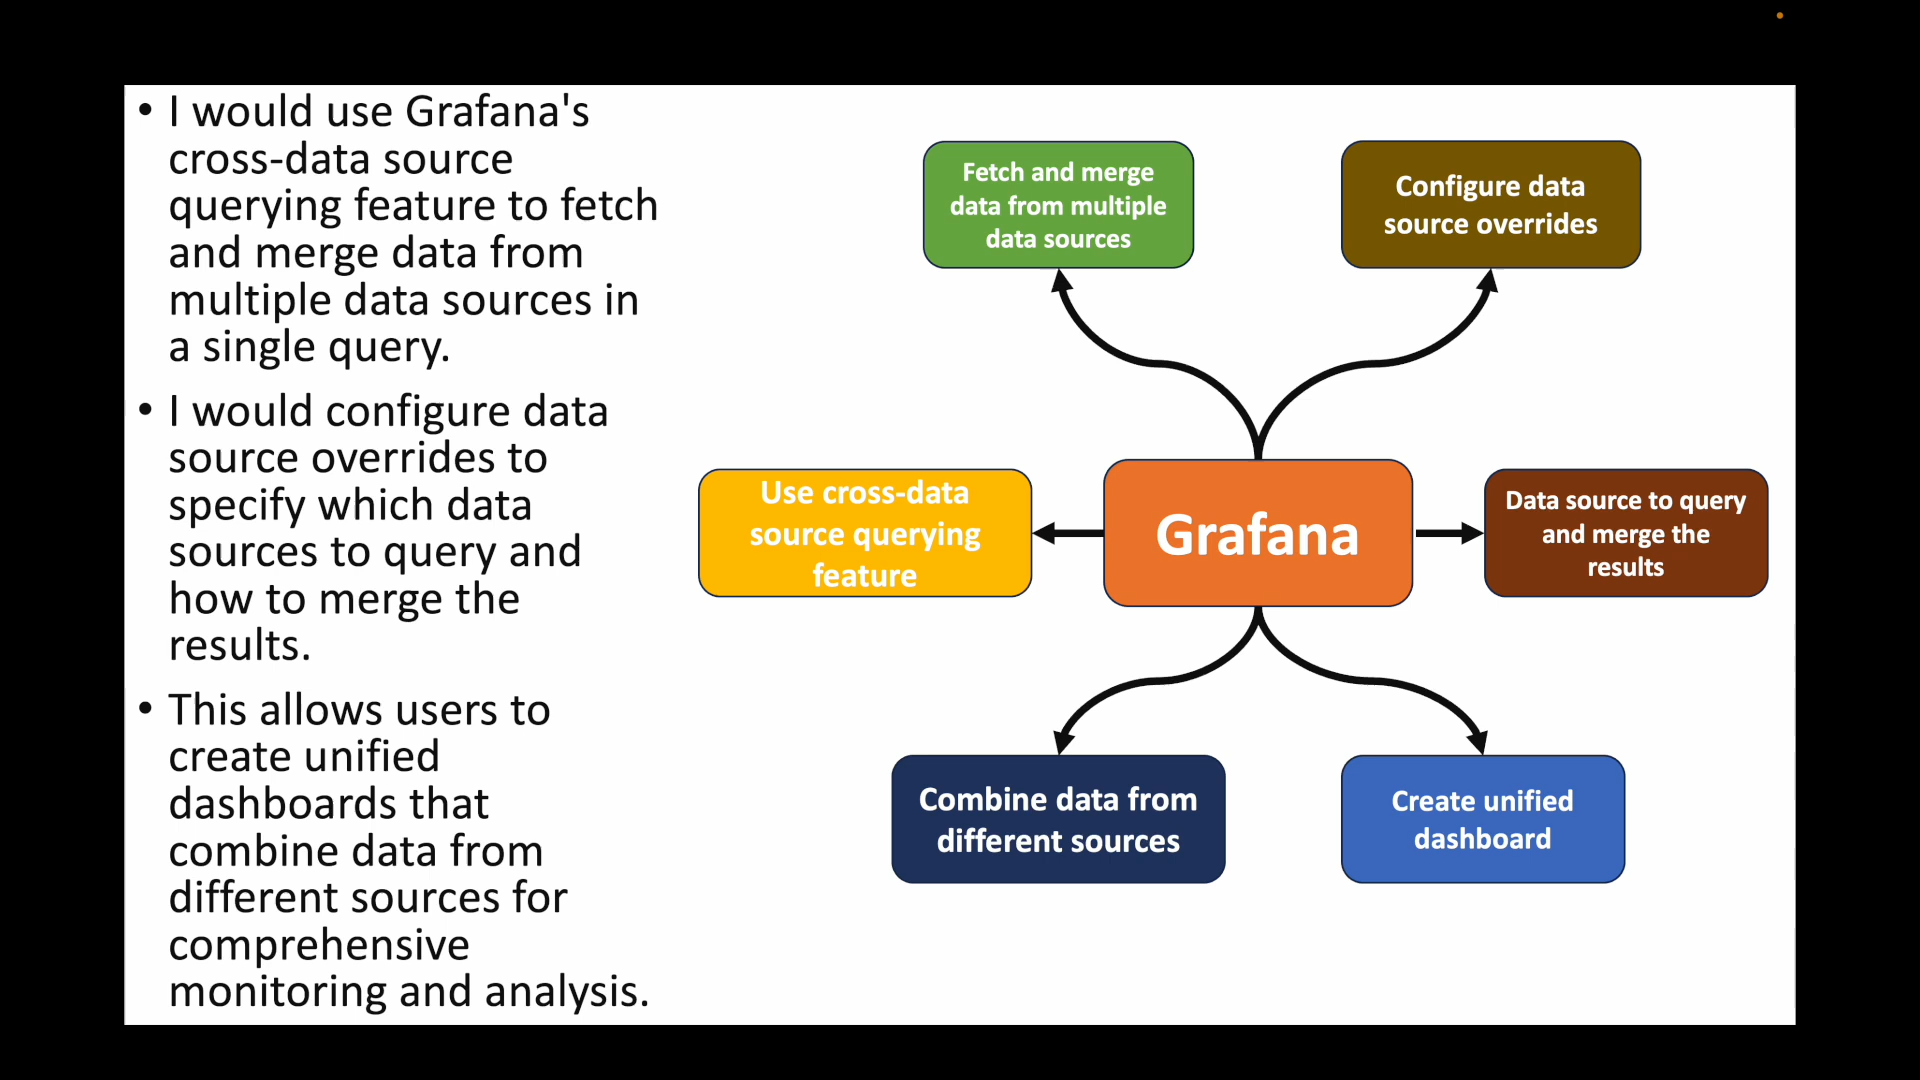 • I would use Grafana's
cross-data source
querying feature to fetch
and merge data from
multiple data sources in
a single query.
• I would configure data
source overrides to
specify which data
sources to query and
how to merge the
results.
• This allows users to
create unified
dashboards that
combine data from
different sources for
comprehensive
monitoring and analysis.
Fetch and merge
data from multiple
data sources
Configure data
source overrides
Use cross-data
source querying
feature
Grafana
Data source to query
and merge the
results
Combine data from
different sources
Create unified
dashboard